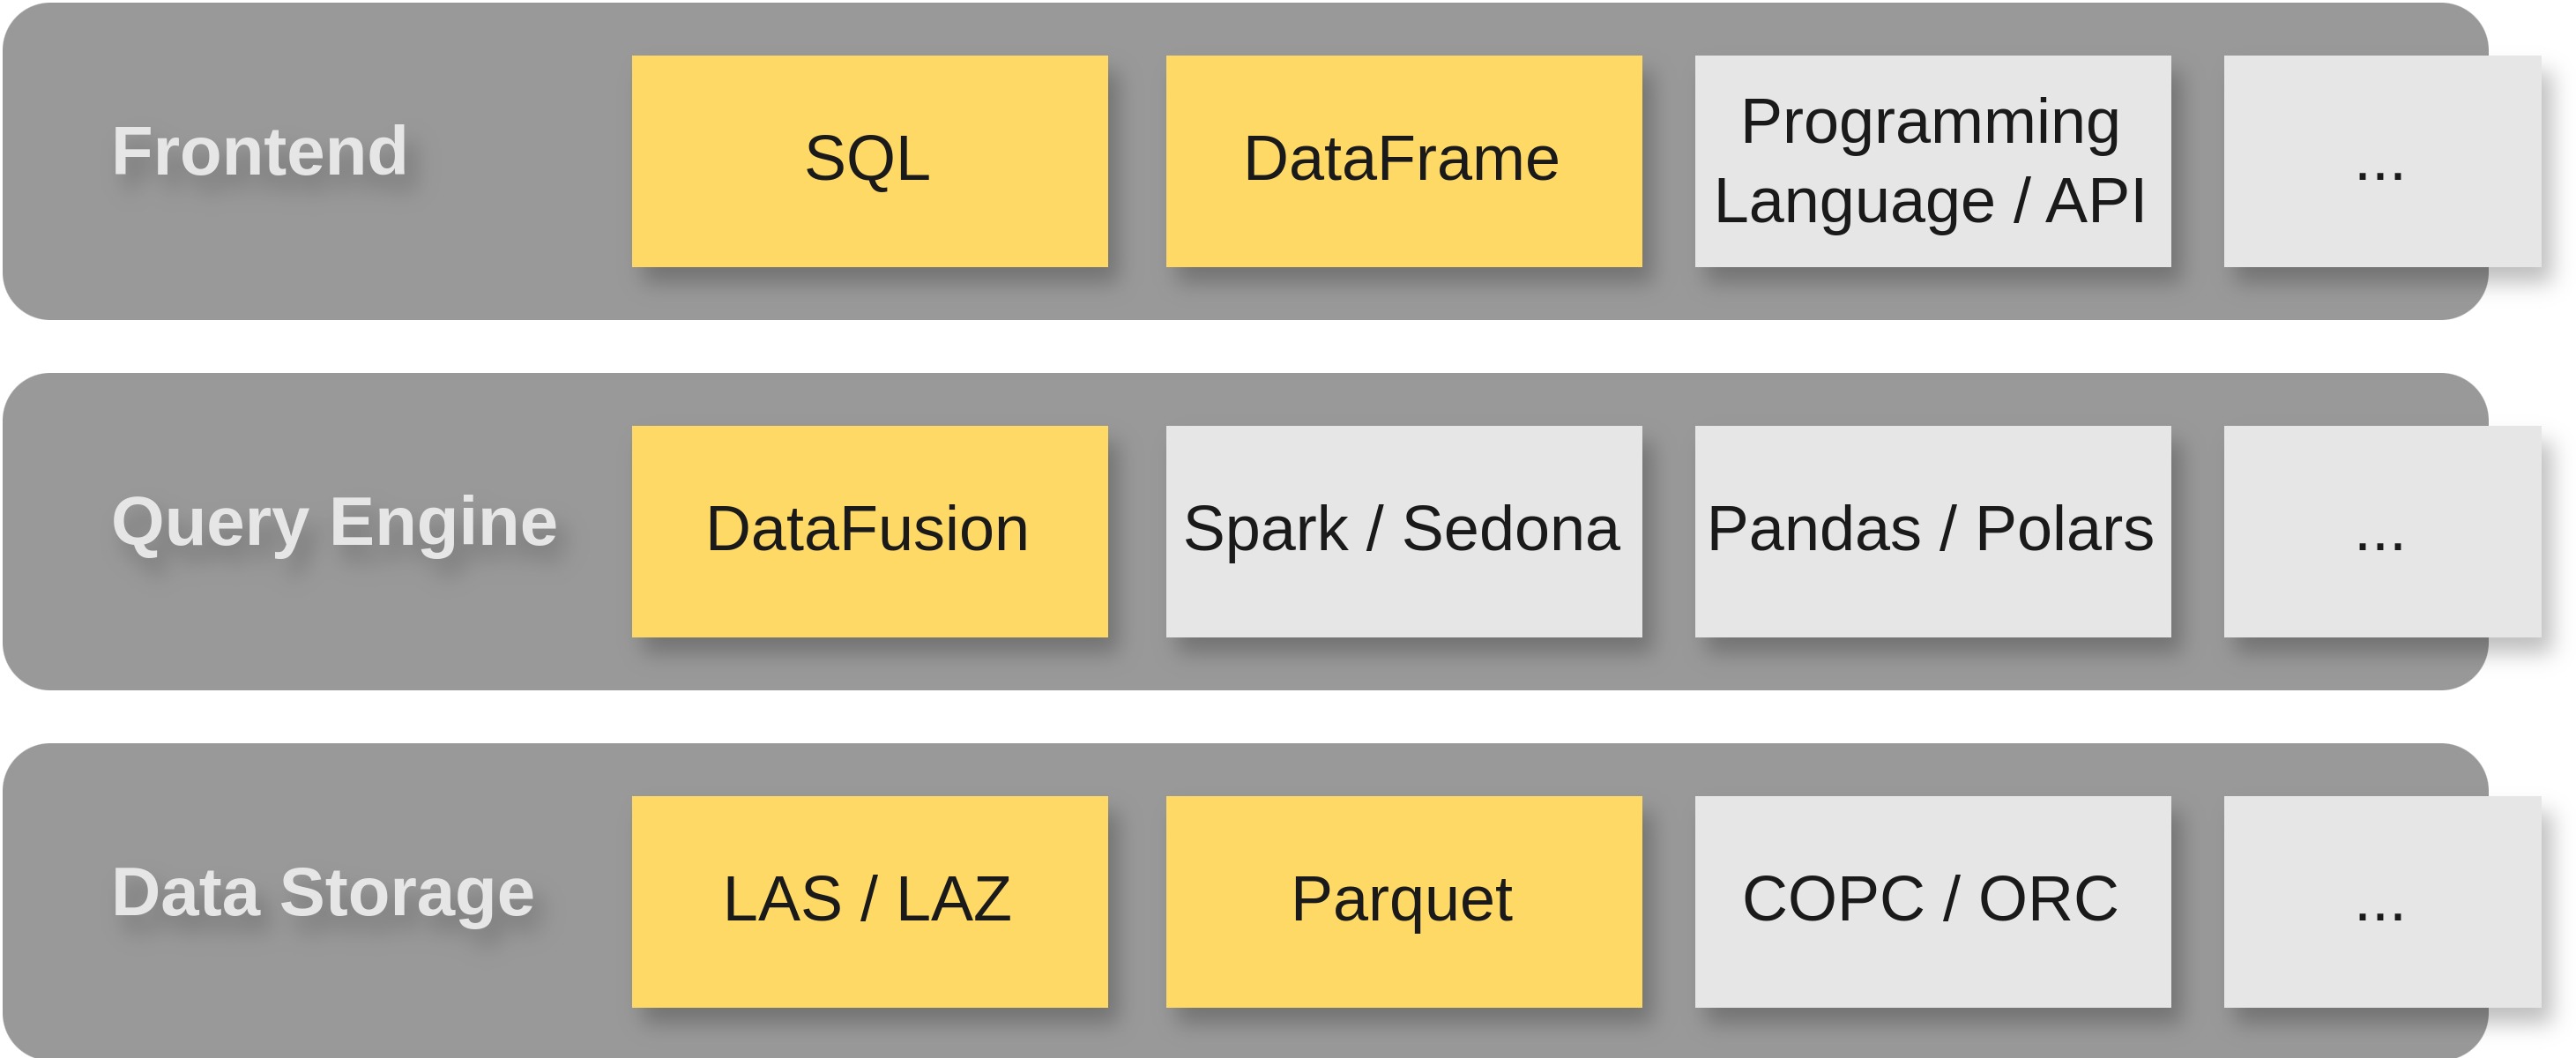 Frontend
SQL
DataFrame
Programming
Language / API
...
Query Engine
DataFusion
Spark / Sedona
Pandas / Polars
...
Data Storage
LAS / LAZ
Parquet
COPC / ORC
...